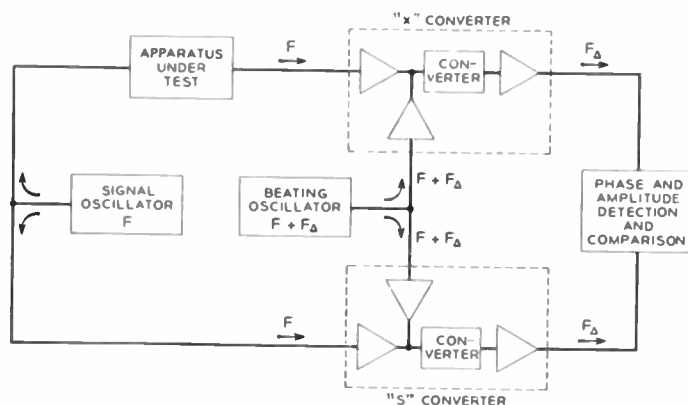 "X" CONVERTER
APPARATUS
UNDER
TEST
F
CON-
VERTER
F∆
SIGNAL
OSCILLATOR
F
BEATING
OSCILLATOR
F + F∆
F + F∆
F + F∆
PHASE AND
AMPLITUDE
DETECTION
AND
COMPARISON
F
CON-
VERTER
F∆
"S" CONVERTER